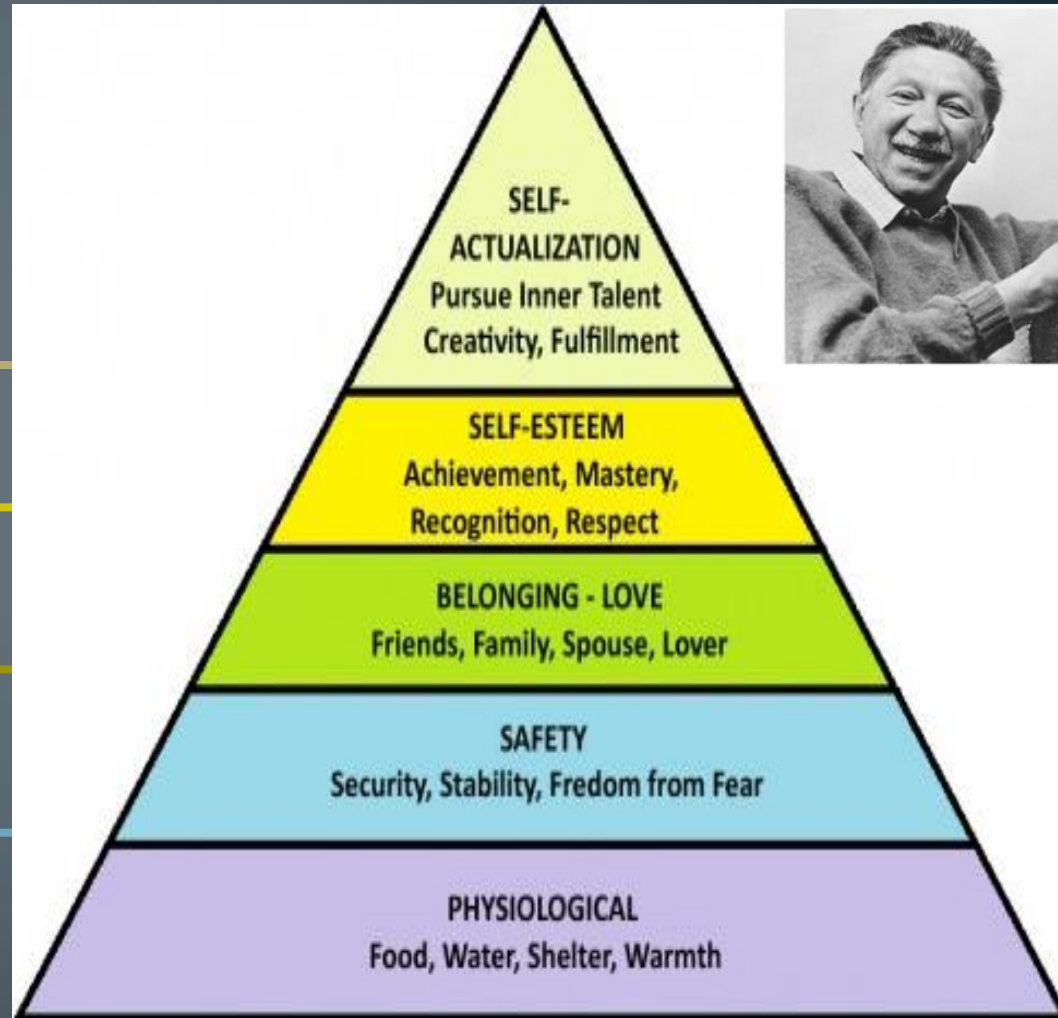 SELF-
ACTUALIZATION
Pursue Inner Talent
Creativity, Fulfillment
SELF-ESTEEM
Achievement, Mastery,
Recognition, Respect
BELONGING - LOVE
Friends, Family, Spouse, Lover
SAFETY
Security, Stability, Fredom from Fear
PHYSIOLOGICAL
Food, Water, Shelter, Warmth